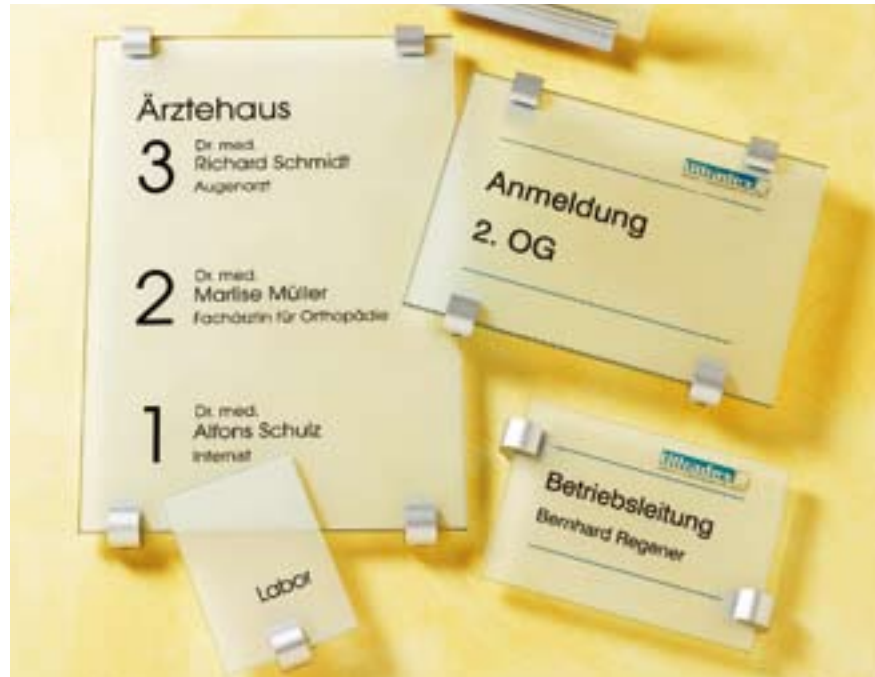 Ärztehaus
3
Dr. med.
Richard Schmidt
Augenarzt
2
Dr. med.
Marlise Müller
Fachärztin für Orthopädie
1
Dr. med.
Alfons Schulz
Internst
Labor
Anmeldung
2. OG
Betriebsleitung
Bernhard Regener